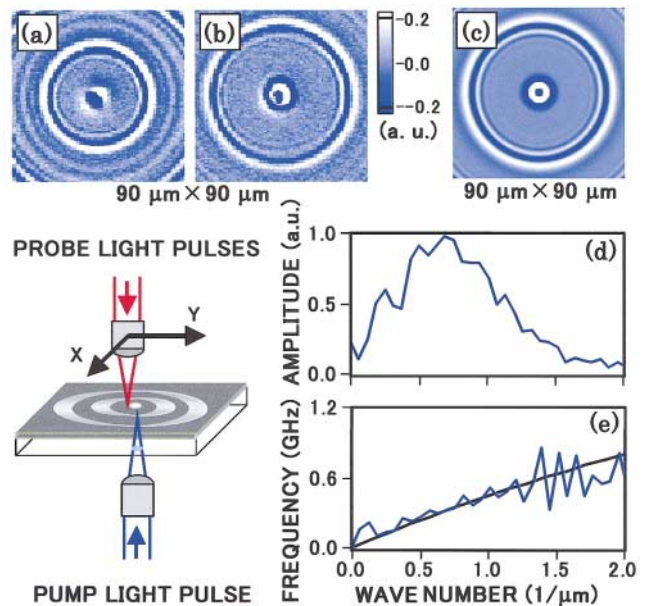 (a)
(b)
0.2
0.0
-0.2
(a. u.)
(c)
90 μm × 90 μm
90 μm × 90 μm
PROBE LIGHT PULSES
Y
X
PUMP LIGHT PULSE
AMPLITUDE (a.u.)
1.0
0.5
0.0
(d)
FREQUENCY (GHz)
1.2
0.6
0.0
(e)
0.0 0.5 1.0 1.5 2.0
WAVE NUMBER (1/μm)